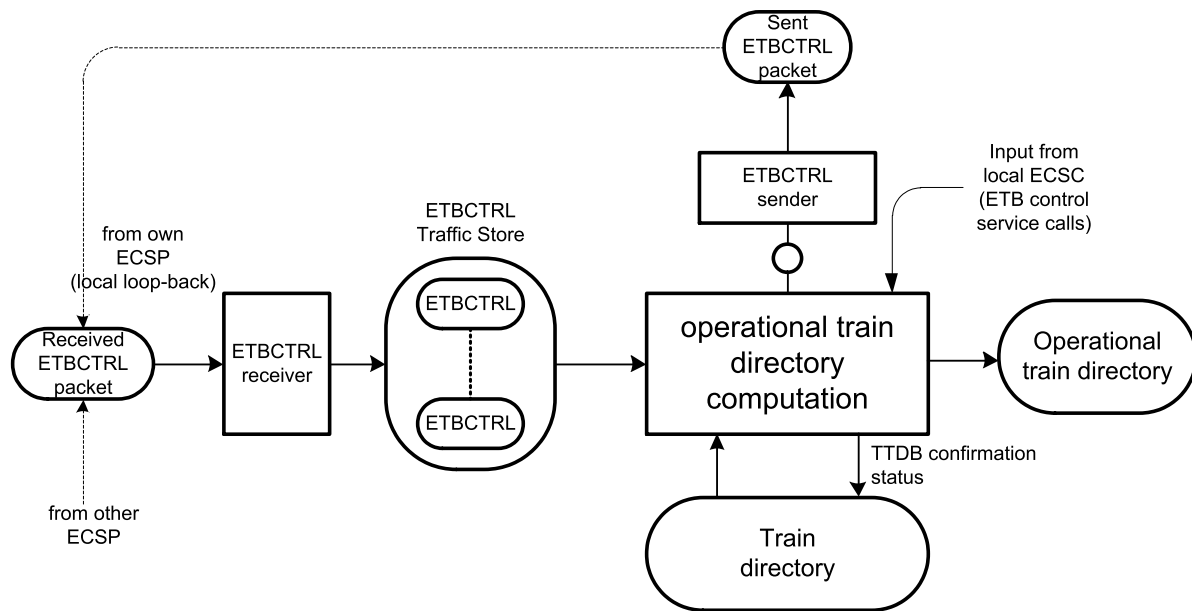 Sent
ETBCTRL
packet
Input from
local ECSC
(ETB control
service calls)
ETBCTRL
sender
ETBCTRL
Traffic Store
from own
ECSP
(local loop-back)
ETBCTRL
ETBCTRL
Received
ETBCTRL
packet
ETBCTRL
receiver
operational train
directory
computation
Operational
train directory
TTDB confirmation
status
from other
ECSP
Train
directory